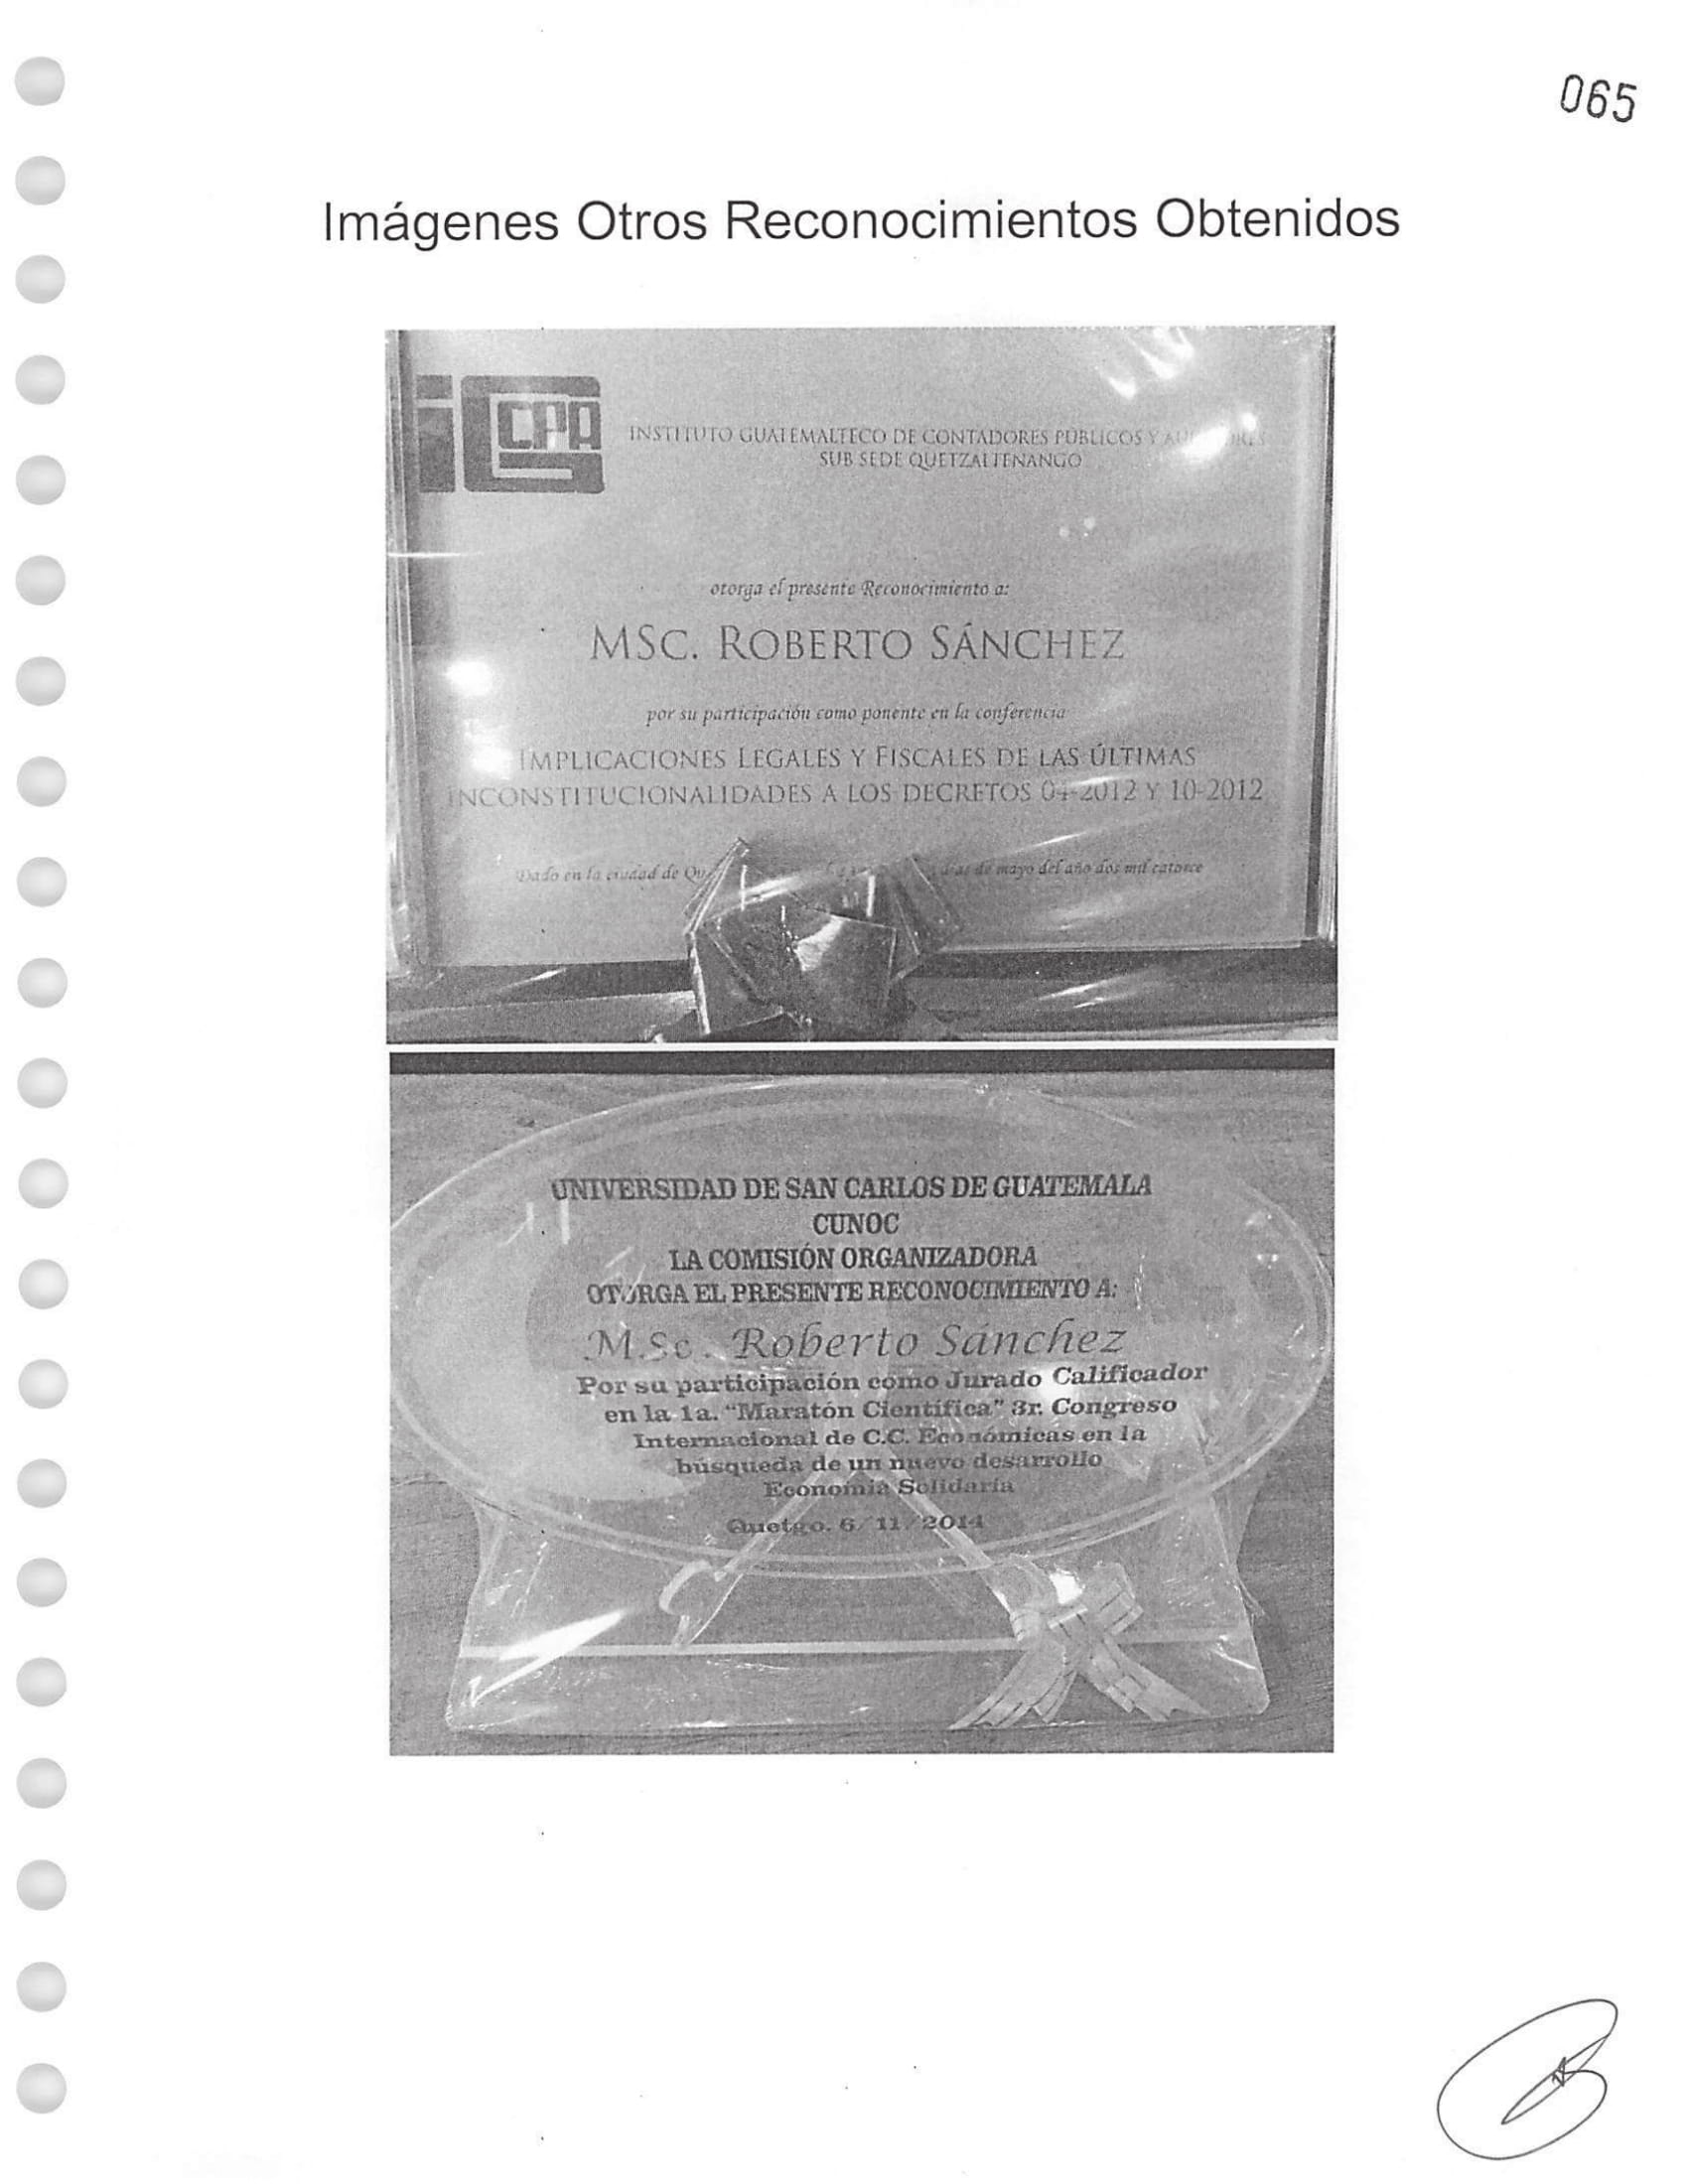 065
Imágenes Otros Reconocimientos Obtenidos
CPA
INSTITUTO GUATEMALTECO DE CONTADORES PÚBLICOS Y AUDITORES
SUB SEDE QUETZALTENANGO
otorga el presente Reconocimiento a:
MSC. ROBERTO SÁNCHEZ
por su participación como ponente en la conferencia
IMPLICACIONES LEGALES Y FISCALES DE LAS ÚLTIMAS
INCONSTITUCIONALIDADES A LOS DECRETOS 04-2012 Y 10-2012
Dado en la ciudad de días de mayo del año dos mil catorce
UNIVERSIDAD DE SAN CARLOS DE GUATEMALA
CUNOC
LA COMISIÓN ORGANIZADORA
OTORGA EL PRESENTE RECONOCIMIENTO A:
M.Sc. Roberto Sánchez
Por su participación como Jurado Calificador
en la 1a. "Maratón Científica" 3r. Congreso
Internacional de C.C. Económicas en la
búsqueda de un nuevo desarrollo
Economía Solidaria
Quetgo. 6/11/2014